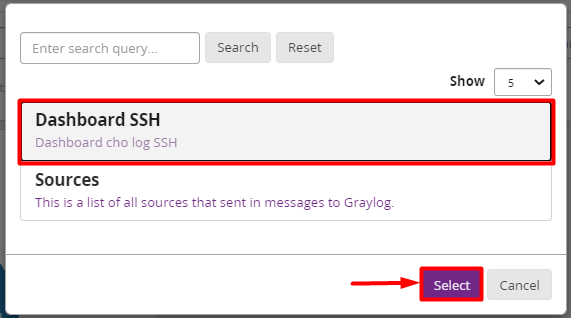 Enter search query...
Search
Reset
Show
5
Dashboard SSH
Dashboard cho log SSH
Sources
This is a list of all sources that sent in messages to Graylog.
Select
Cancel